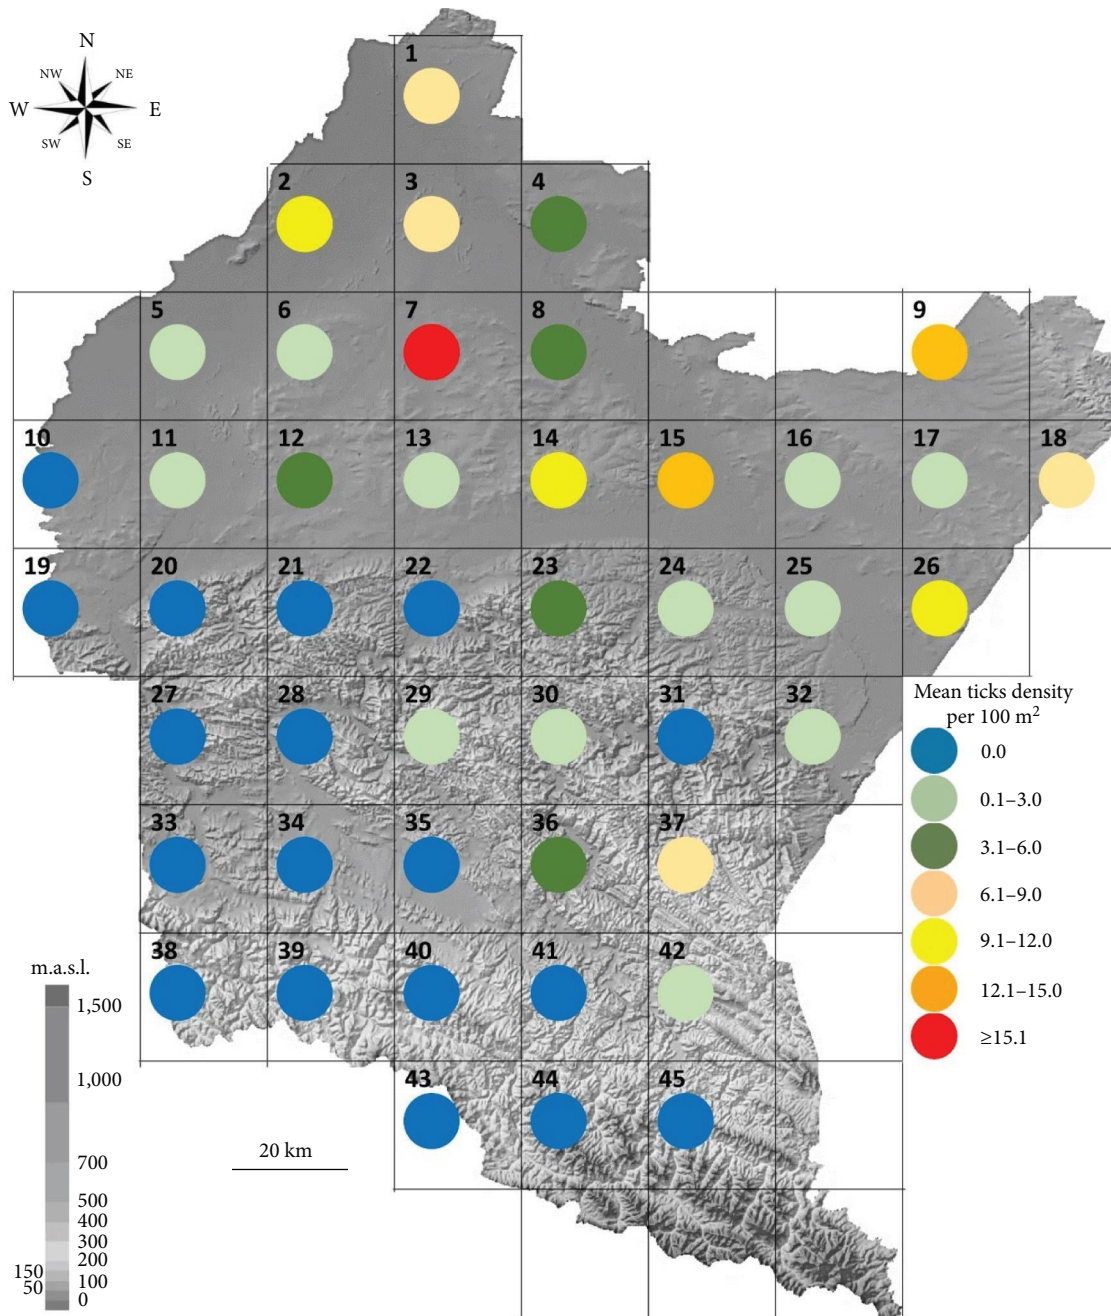 N
NW NE
W E
SW SE
S
1
2 3 4
5 6 7 8 9
10 11 12 13 14 15 16 17 18
19 20 21 22 23 24 25 26
27 28 29 30 31 32
33 34 35 36 37
38 39 40 41 42
43 44 45
Mean ticks density
per 100 m²
0.0
0.1–3.0
3.1–6.0
6.1–9.0
9.1–12.0
12.1–15.0
≥15.1
m.a.s.l.
1,500
1,000
700
500
400
300
200
150
100
50
0
20 km